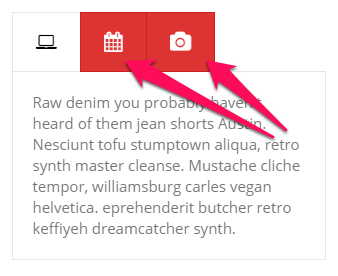 Raw denim you probably haven't
heard of them jean shorts Austin.
Nesciunt tofu stumptown aliqua, retro
synth master cleanse. Mustache cliche
tempor, williamsburg carles vegan
helvetica. eprehenderit butcher retro
keffiyeh dreamcatcher synth.